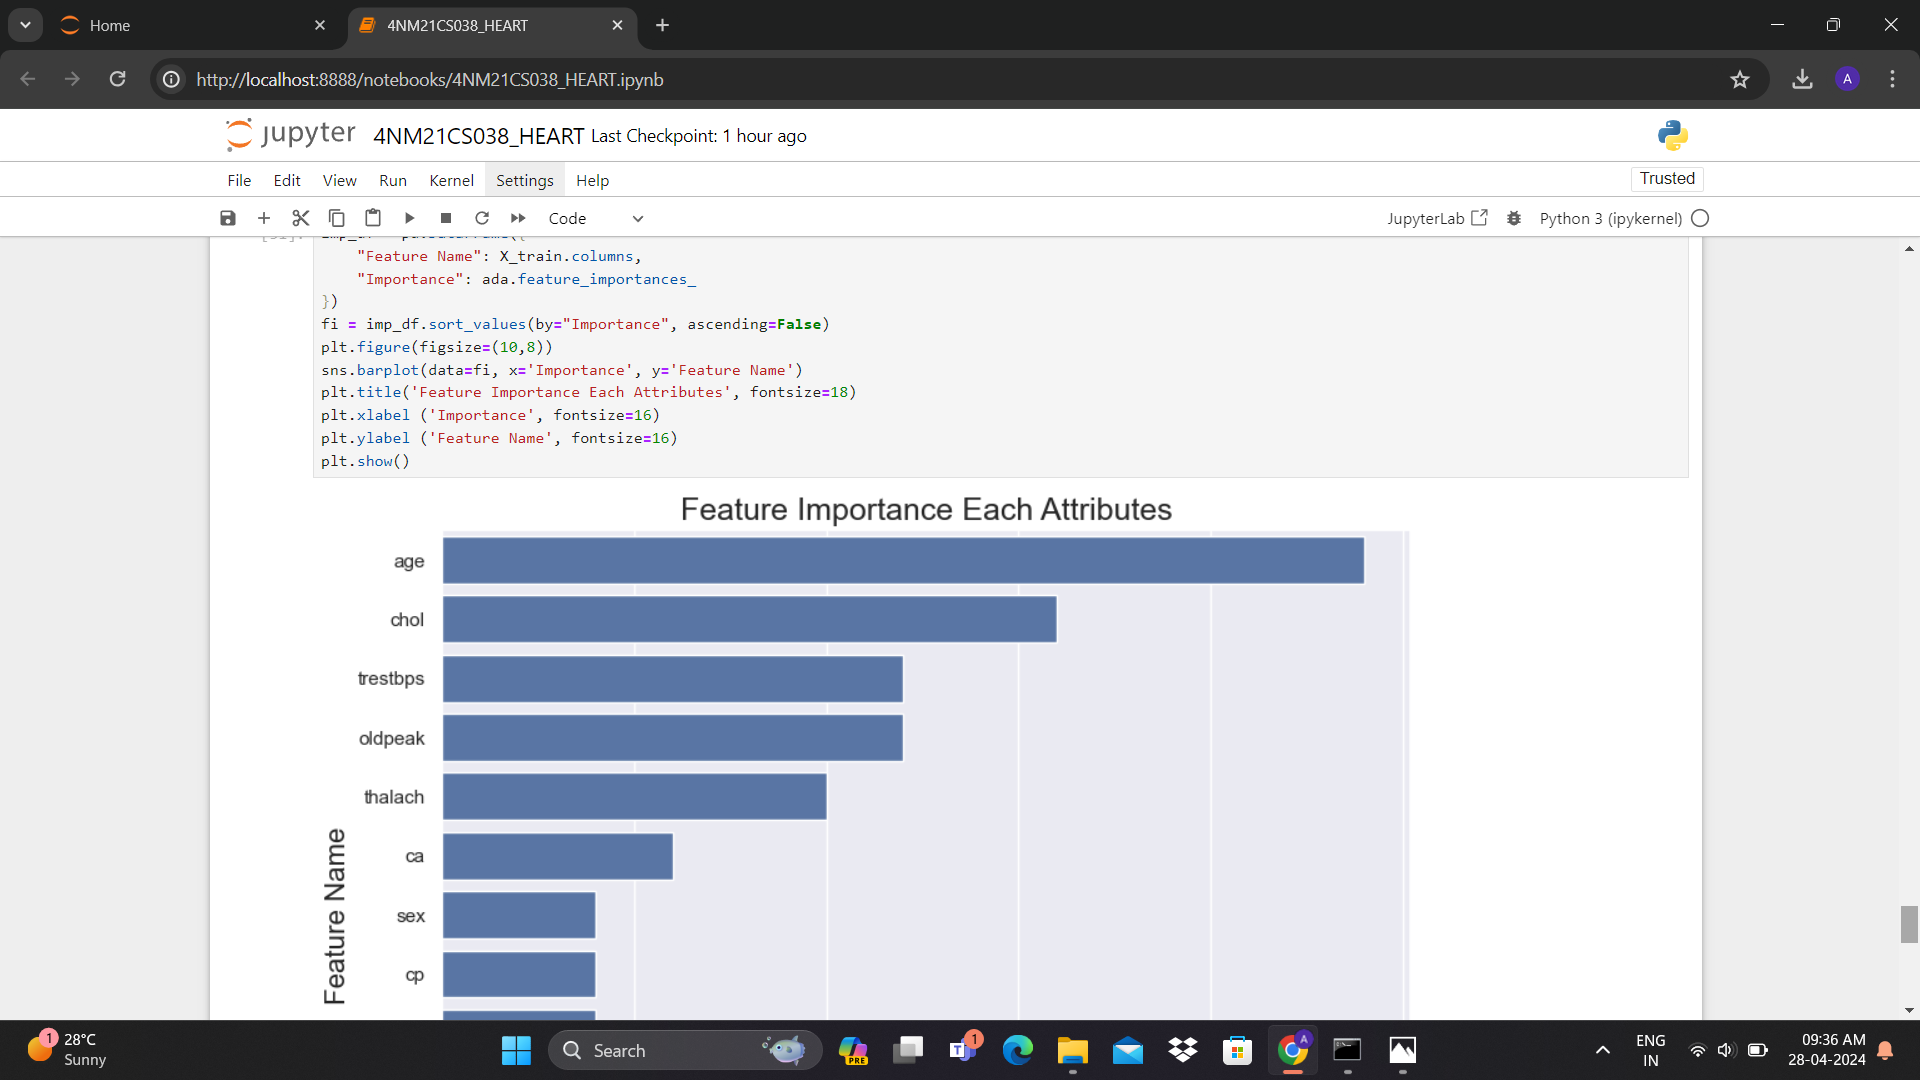 Home
4NM21CS038_HEART
http://localhost:8888/notebooks/4NM21CS038_HEART.ipynb
A
jupyter 4NM21CS038_HEART Last Checkpoint: 1 hour ago
File Edit View Run Kernel Settings Help
Trusted
Code
JupyterLab
Python 3 (ipykernel)
"Feature Name": X_train.columns,
"Importance": ada.feature_importances_
})
fi = imp_df.sort_values(by="Importance", ascending=False)
plt.figure(figsize=(10,8))
sns.barplot(data=fi, x='Importance', y='Feature Name')
plt.title('Feature Importance Each Attributes', fontsize=18)
plt.xlabel ('Importance', fontsize=16)
plt.ylabel ('Feature Name', fontsize=16)
plt.show()
Feature Importance Each Attributes
age
chol
trestbps
oldpeak
thalach
ca
sex
cp
Feature Name
1
28°C
Sunny
Search
PRE
T
1
A
ENG
IN
09:36 AM
28-04-2024